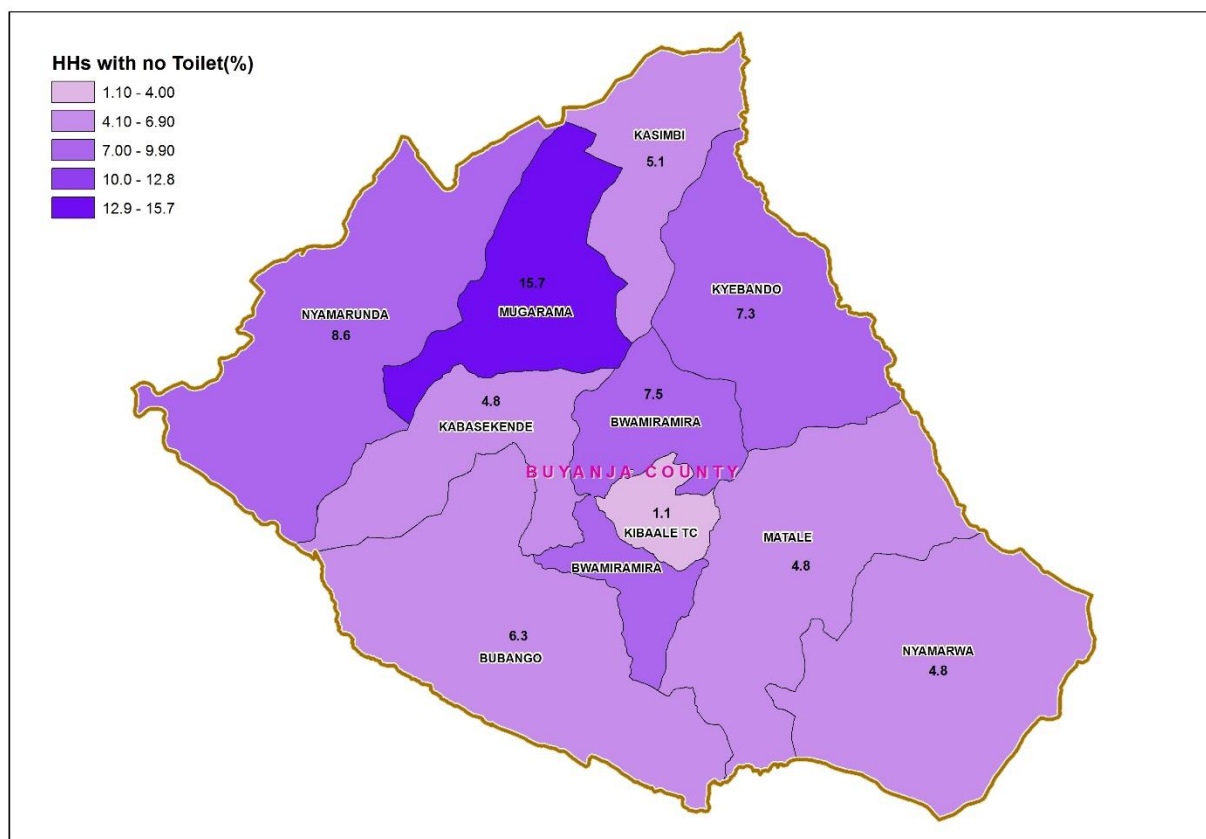 HHs with no Toilet(%)
1.10 - 4.00
4.10 - 6.90
7.00 - 9.90
10.0 - 12.8
12.9 - 15.7
KASIMBI
5.1
15.7
MUGARAMA
KYEBANDO
7.3
NYAMARUNDA
8.6
4.8
KABASEKENDE
7.5
BWAMIRAMIRA
BUYANJA COUNTY
1.1
KIBAALE TC
MATALE
4.8
BWAMIRAMIRA
6.3
BUBANGO
NYAMARWA
4.8